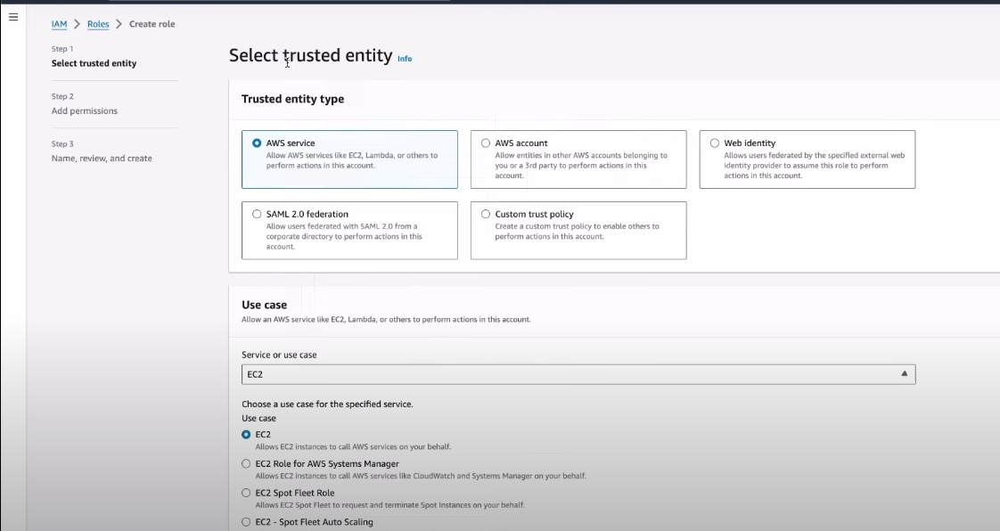 IAM > Roles > Create role
Step 1
Select trusted entity
Step 2
Add permissions
Step 3
Name, review, and create
Select trusted entity Info
Trusted entity type
AWS service
Allow AWS services like EC2, Lambda, or others to
perform actions in this account.
AWS account
Allow entities in other AWS accounts belonging to
you or a 3rd party to perform actions in this
account.
Web identity
Allows users federated by the specified external web
identity provider to assume this role to perform
actions in this account.
SAML 2.0 federation
Allow users federated with SAML 2.0 from a
corporate directory to perform actions in this
account.
Custom trust policy
Create a custom trust policy to enable others to
perform actions in this account.
Use case
Allow an AWS service like EC2, Lambda, or others to perform actions in this account.
Service or use case
EC2
Choose a use case for the specified service.
Use case
EC2
Allows EC2 instances to call AWS services on your behalf.
EC2 Role for AWS Systems Manager
Allows EC2 instances to call AWS services like CloudWatch and Systems Manager on your behalf.
EC2 Spot Fleet Role
Allows EC2 Spot Fleet to request and terminate Spot Instances on your behalf.
EC2 - Spot Fleet Auto Scaling